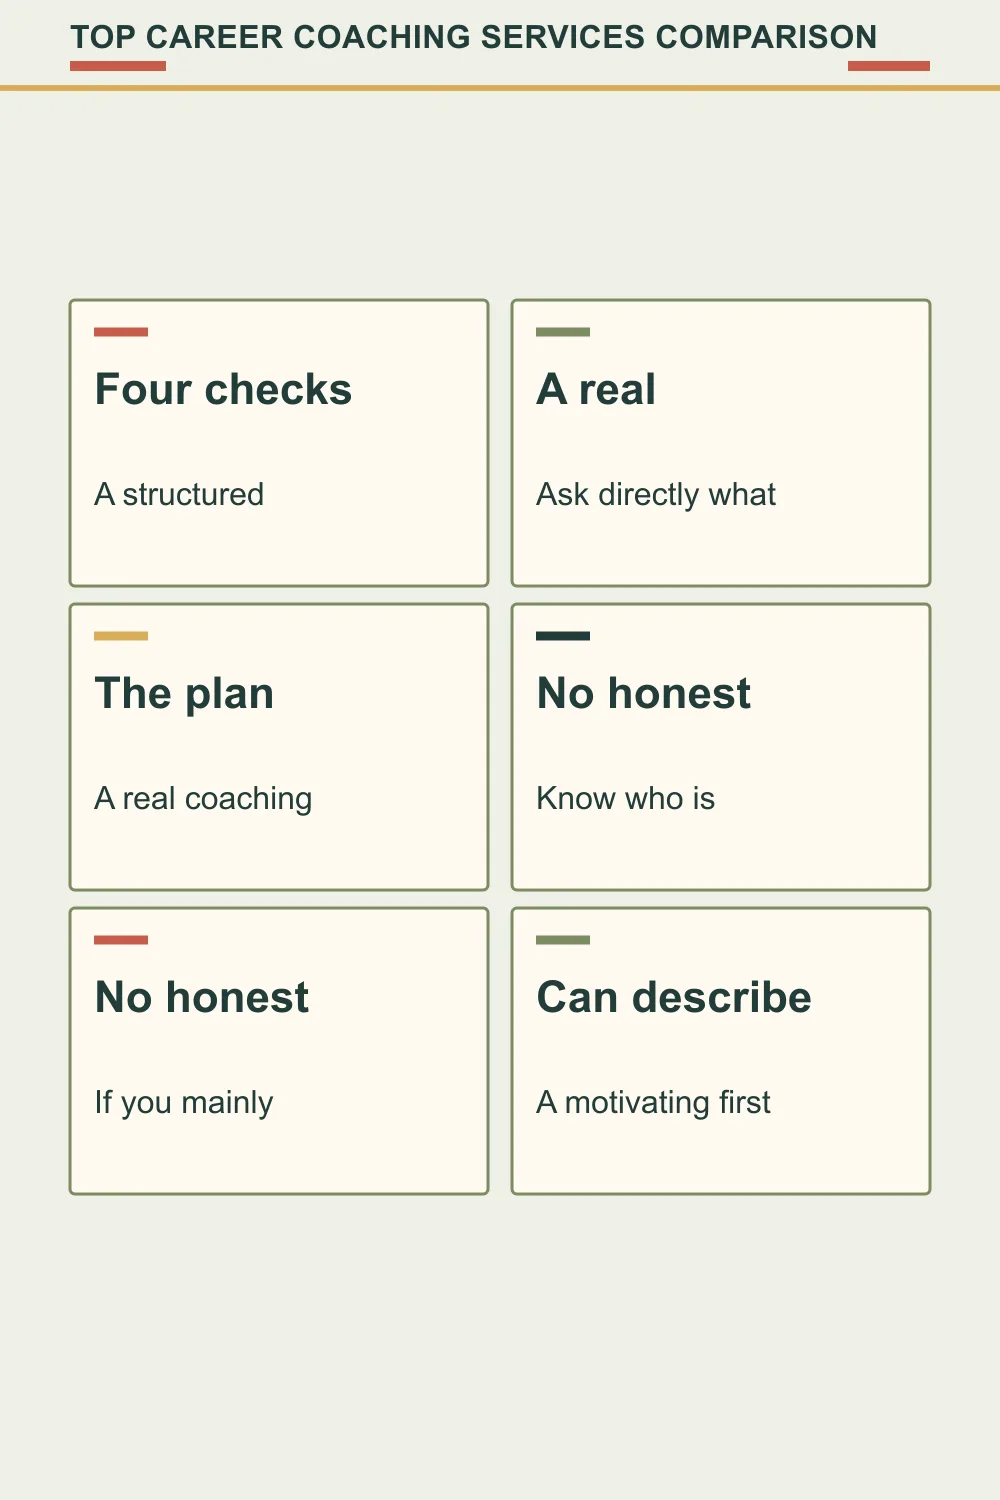 TOP CAREER COACHING SERVICES COMPARISON
Four checks
A structured
A real
Ask directly what
The plan
A real coaching
No honest
Know who is
No honest
If you mainly
Can describe
A motivating first